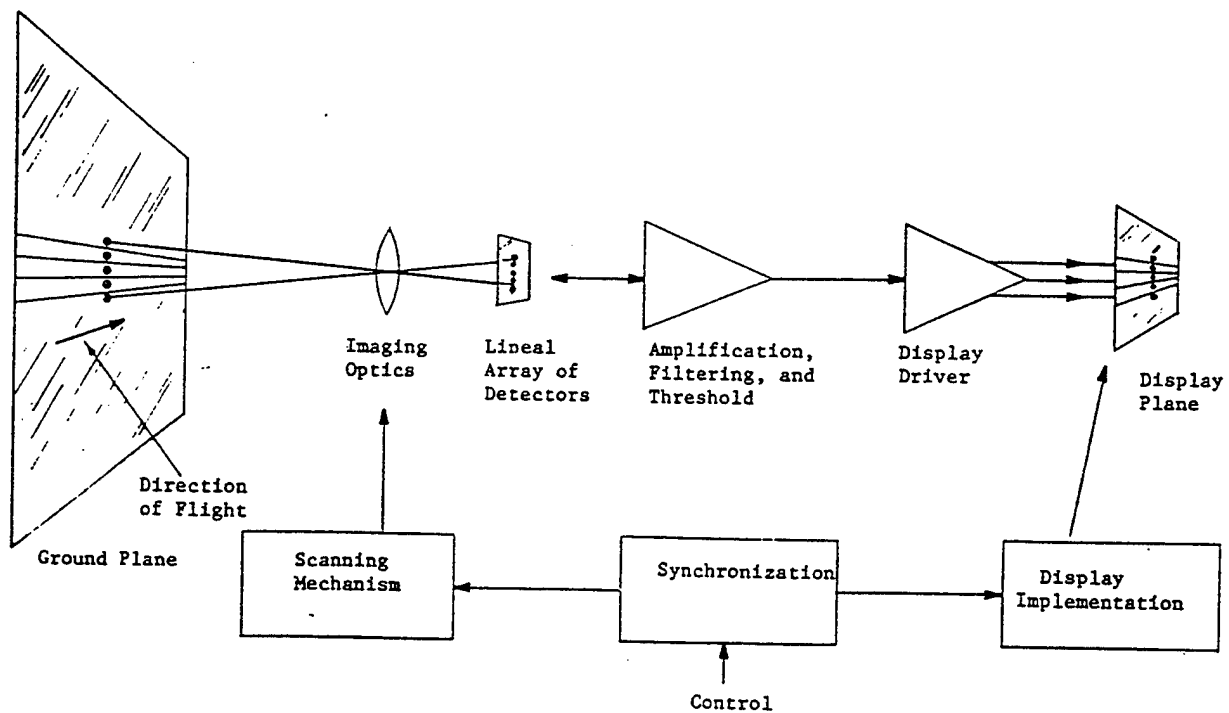 Imaging
Optics
Lineal
Array of
Detectors
Amplification,
Filtering, and
Threshold
Display
Driver
Display
Plane
Direction
of Flight
Ground Plane
Scanning
Mechanism
Synchronization
Display
Implementation
Control